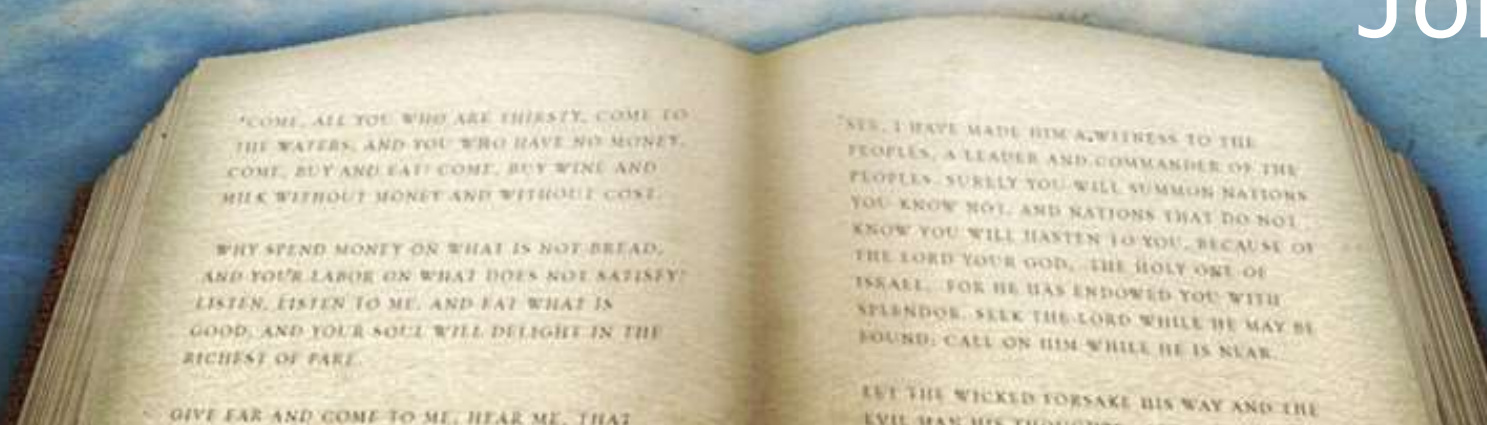 "COME, ALL YOU WHO ARE THIRSTY, COME TO
THE WATERS, AND YOU WHO HAVE NO MONEY,
COME, BUY AND EAT! COME, BUY WINE AND
MILK WITHOUT MONEY AND WITHOUT COST.
WHY SPEND MONEY ON WHAT IS NOT BREAD,
AND YOUR LABOR ON WHAT DOES NOT SATISFY?
LISTEN, LISTEN TO ME, AND EAT WHAT IS
GOOD, AND YOUR SOUL WILL DELIGHT IN THE
RICHEST OF FARE.
GIVE EAR AND COME TO ME, HEAR ME, THAT
"SEE, I HAVE MADE HIM A WITNESS TO THE
PEOPLES, A LEADER AND COMMANDER OF THE
PEOPLES. SURELY YOU WILL SUMMON NATIONS
YOU KNOW NOT, AND NATIONS THAT DO NOT
KNOW YOU WILL HASTEN TO YOU, BECAUSE OF
THE LORD YOUR GOD, THE HOLY ONE OF
ISRAEL, FOR HE HAS ENDOWED YOU WITH
SPLENDOR. SEEK THE LORD WHILE HE MAY BE
FOUND; CALL ON HIM WHILE HE IS NEAR.
LET THE WICKED FORSAKE HIS WAY AND THE
EVIL MAN HIS